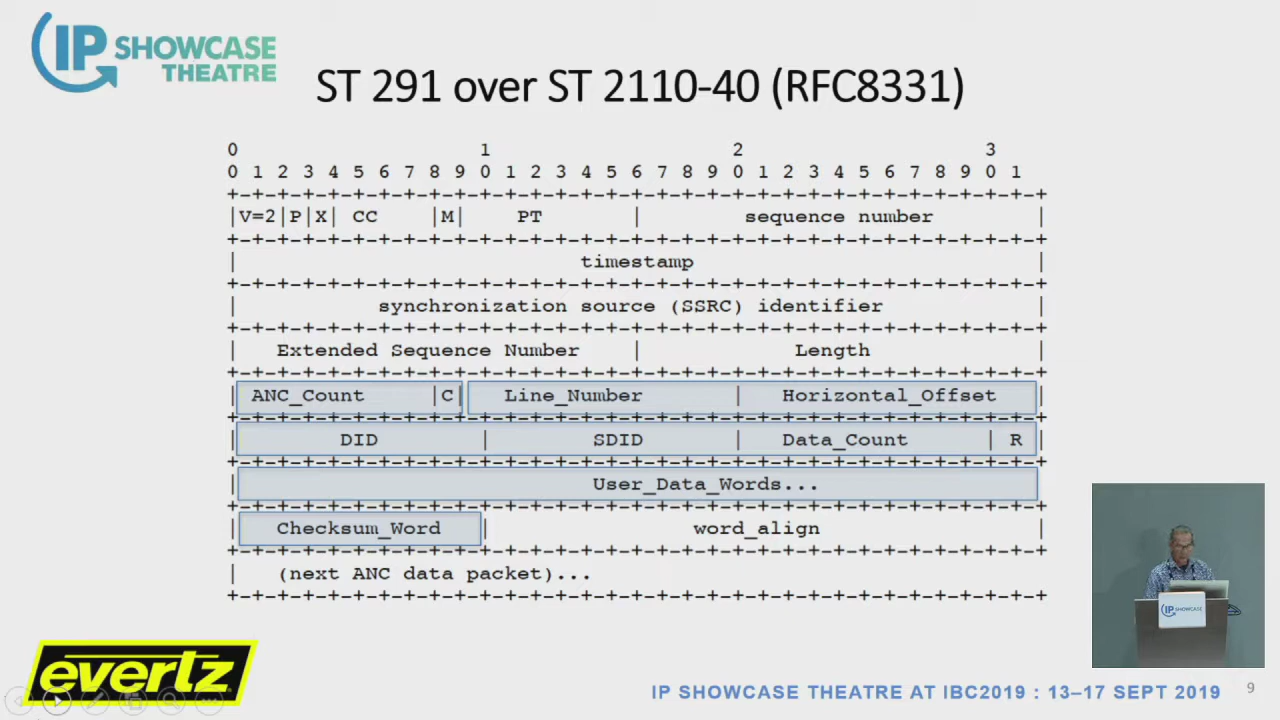 IP SHOWCASE
THEATRE
ST 291 over ST 2110-40 (RFC8331)
0                   1                   2                   3
0 1 2 3 4 5 6 7 8 9 0 1 2 3 4 5 6 7 8 9 0 1 2 3 4 5 6 7 8 9 0 1
+-+-+-+-+-+-+-+-+-+-+-+-+-+-+-+-+-+-+-+-+-+-+-+-+-+-+-+-+-+-+-+-+
|V=2|P|X| CC |M| PT | sequence number |
+-+-+-+-+-+-+-+-+-+-+-+-+-+-+-+-+-+-+-+-+-+-+-+-+-+-+-+-+-+-+-+-+
| timestamp |
+-+-+-+-+-+-+-+-+-+-+-+-+-+-+-+-+-+-+-+-+-+-+-+-+-+-+-+-+-+-+-+-+
| synchronization source (SSRC) identifier |
+-+-+-+-+-+-+-+-+-+-+-+-+-+-+-+-+-+-+-+-+-+-+-+-+-+-+-+-+-+-+-+-+
| Extended Sequence Number | Length |
+-+-+-+-+-+-+-+-+-+-+-+-+-+-+-+-+-+-+-+-+-+-+-+-+-+-+-+-+-+-+-+-+
| ANC_Count |C| Line_Number | Horizontal_Offset |
+-+-+-+-+-+-+-+-+-+-+-+-+-+-+-+-+-+-+-+-+-+-+-+-+-+-+-+-+-+-+-+-+
| DID | SDID | Data_Count | R |
+-+-+-+-+-+-+-+-+-+-+-+-+-+-+-+-+-+-+-+-+-+-+-+-+-+-+-+-+-+-+-+-+
| User_Data_Words... |
+-+-+-+-+-+-+-+-+-+-+-+-+-+-+-+-+-+-+-+-+-+-+-+-+-+-+-+-+-+-+-+-+
| Checksum_Word | word_align |
+-+-+-+-+-+-+-+-+-+-+-+-+-+-+-+-+-+-+-+-+-+-+-+-+-+-+-+-+-+-+-+-+
| (next ANC data packet)...
+-+-+-+-+-+-+-+-+-+-+-+-+-+-+-+-+-+-+-+-+-+-+-+-+-+-+-+-+-+-+-+-+
IP SHOWCASE
evertz
IP SHOWCASE THEATRE AT IBC2019 : 13–17 SEPT 2019 9